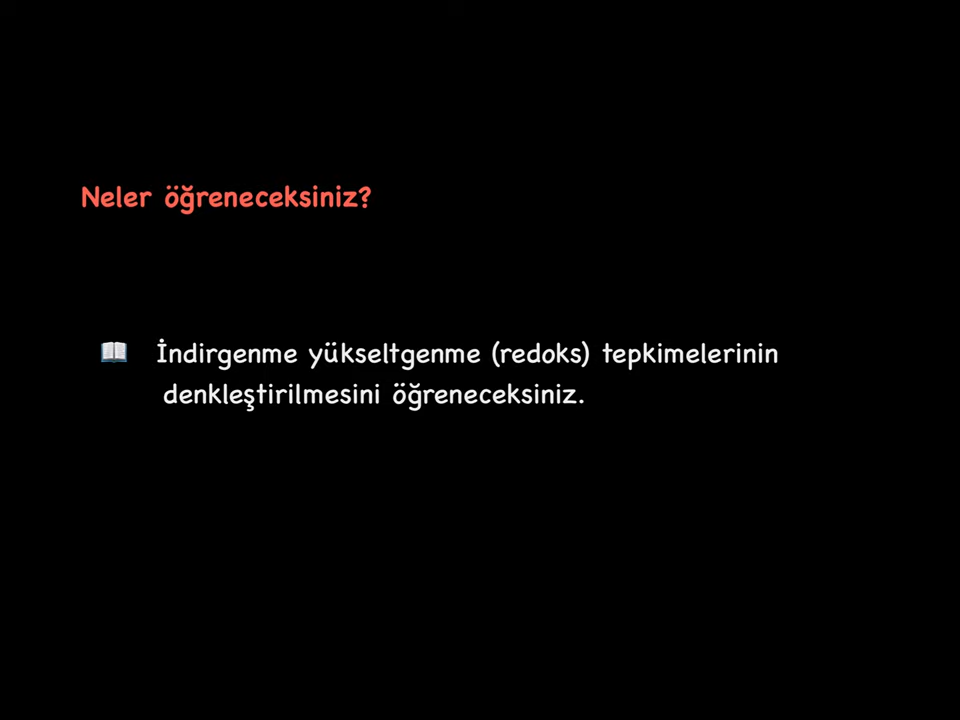 Neler öğreneceksiniz?
📖 İndirgenme yükseltgenme (redoks) tepkimelerinin
denkleştirilmesini öğreneceksiniz.